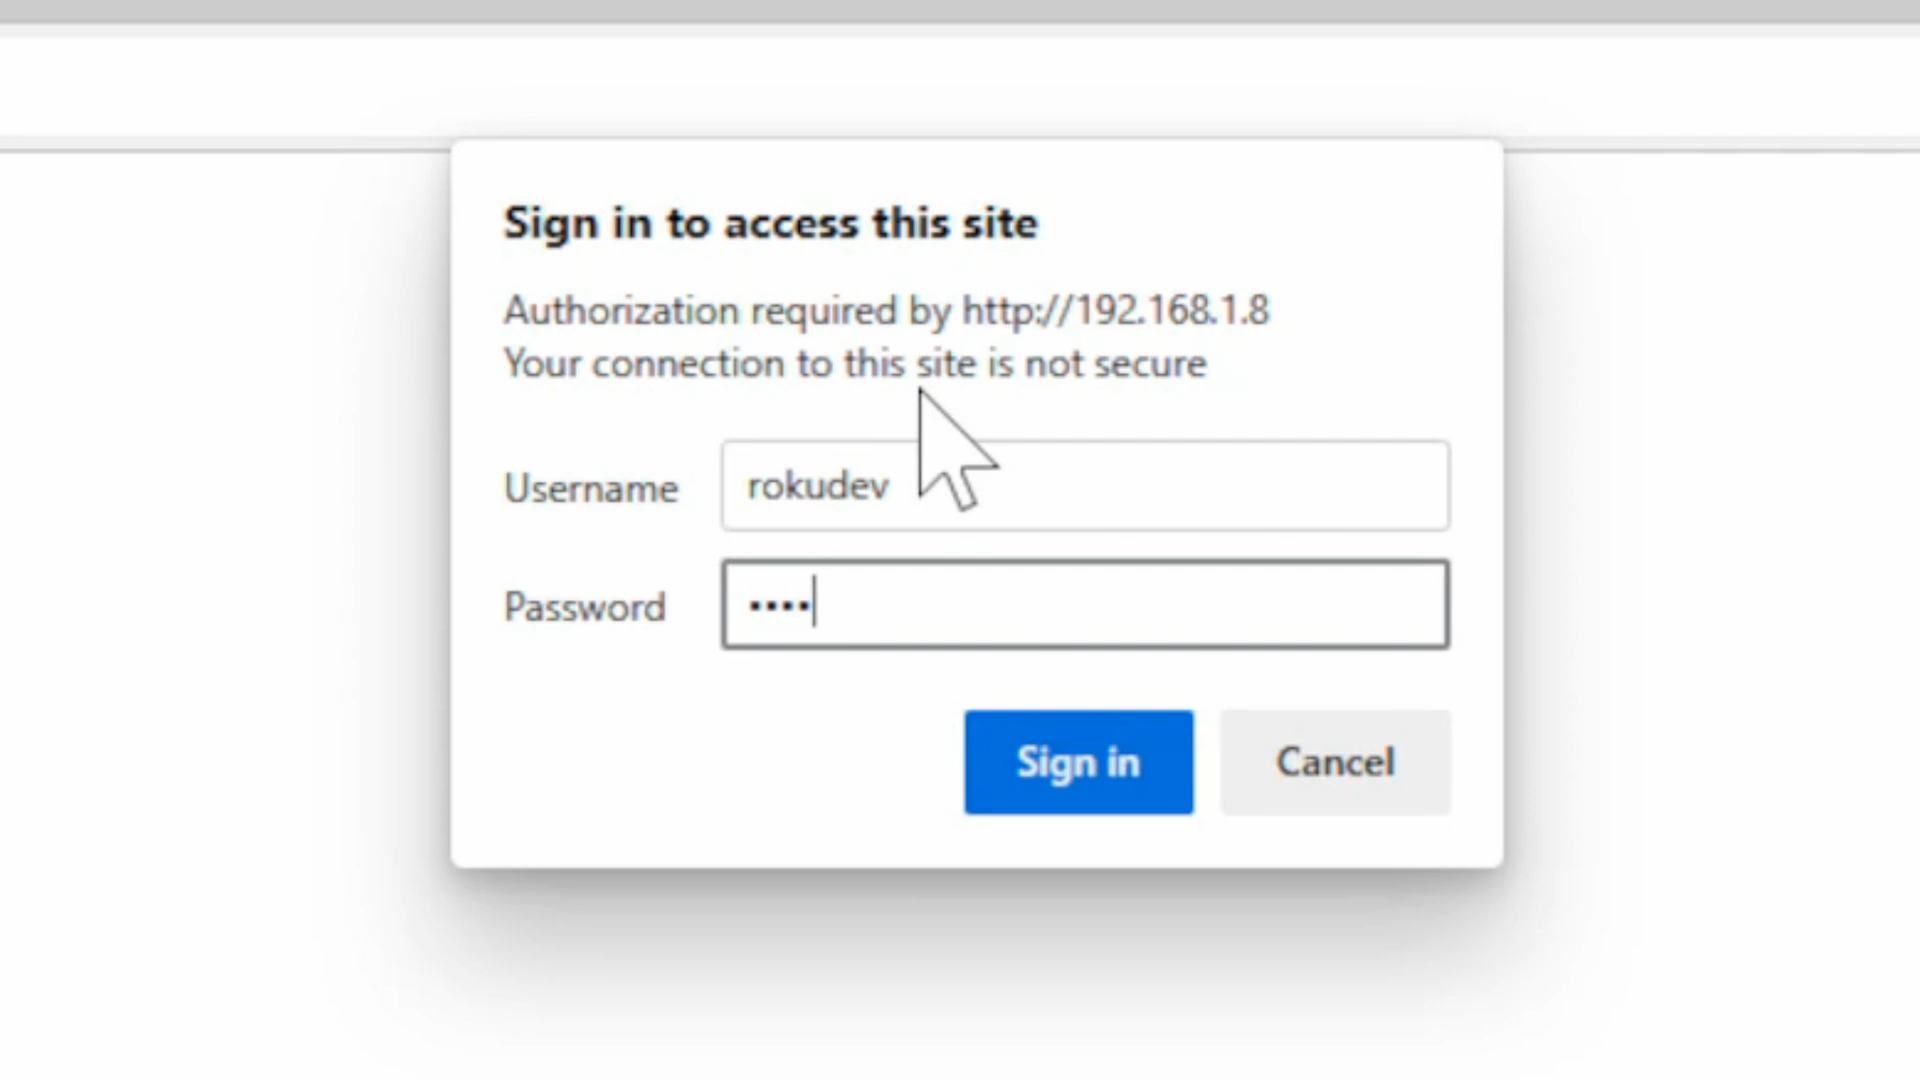 Sign in to access this site
Authorization required by http://192.168.1.8
Your connection to this site is not secure
Username rokudev
Password ••••
Sign in Cancel